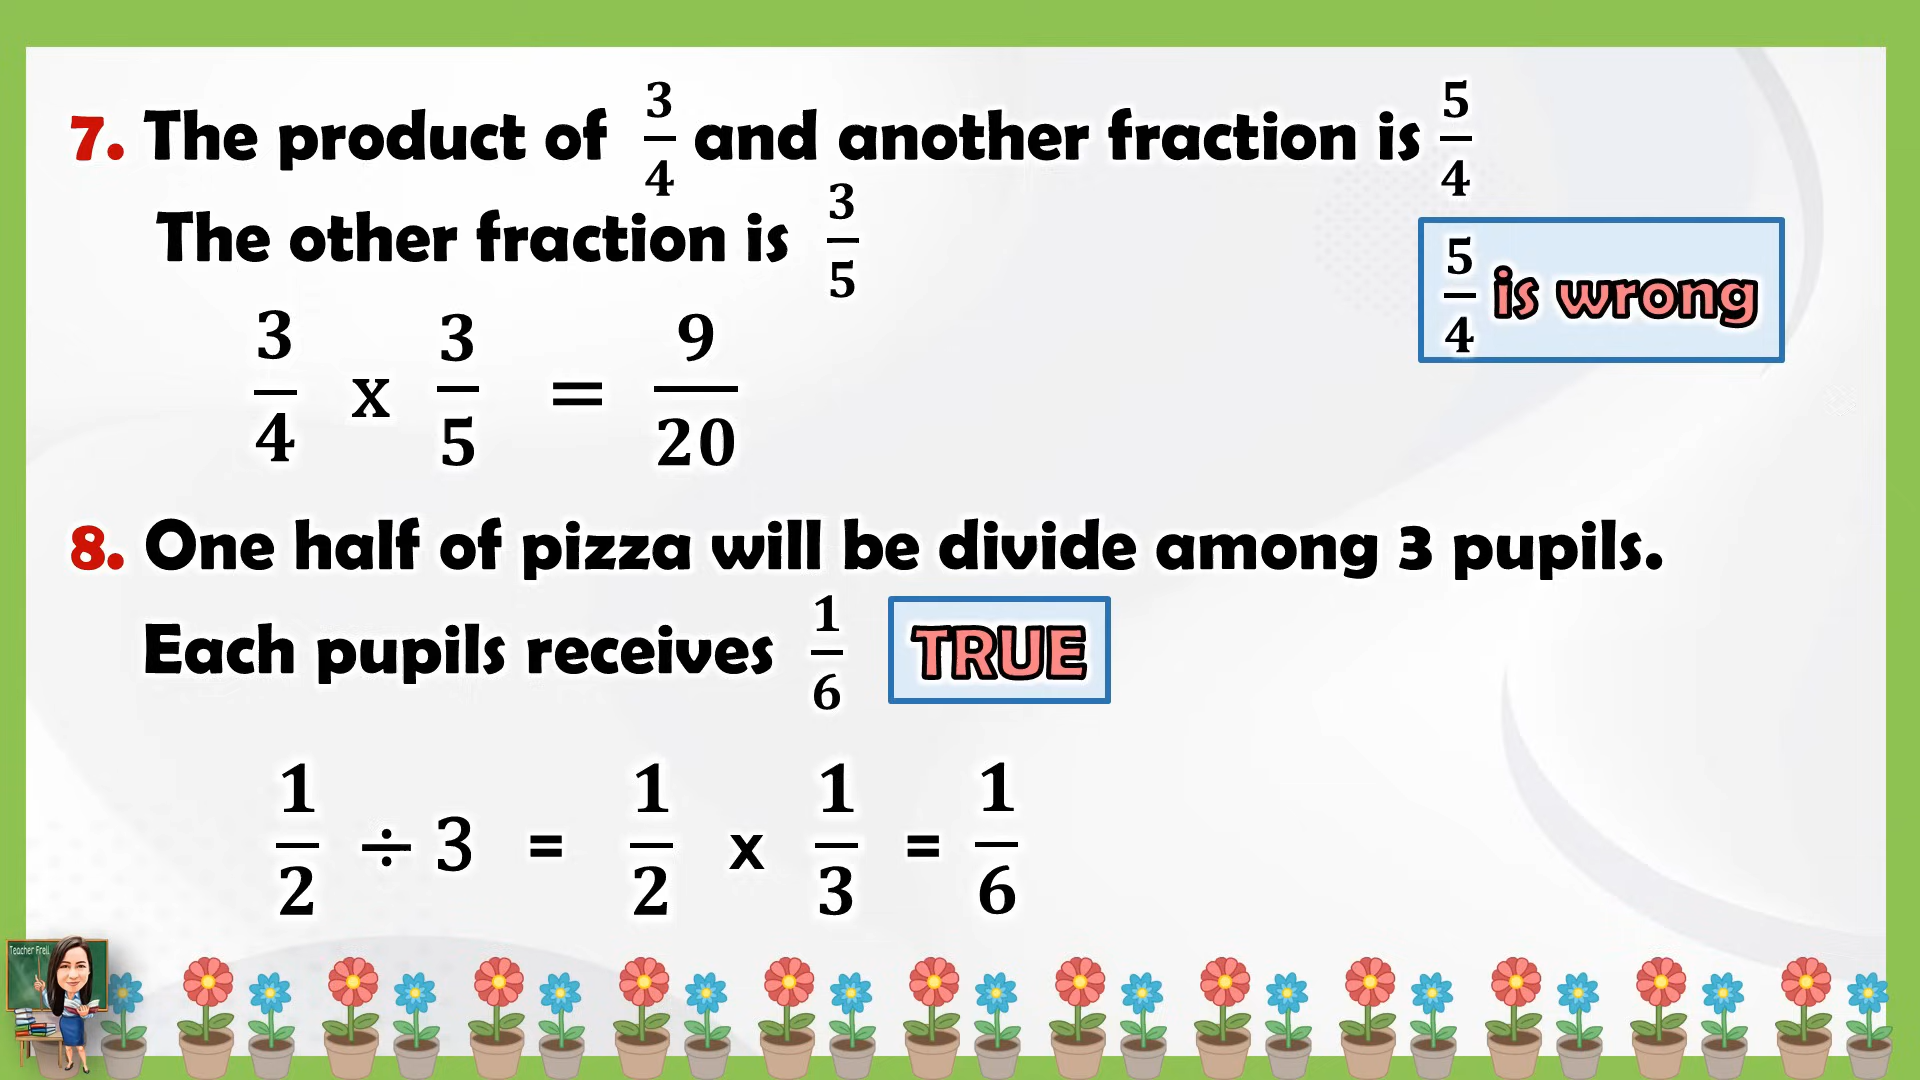 7. The product of 3/4 and another fraction is 5/4
The other fraction is 3/5
5/4 is wrong
3/4 x 3/5 = 9/20
8. One half of pizza will be divide among 3 pupils.
Each pupils receives 1/6 TRUE
1/2 ÷ 3 = 1/2 x 1/3 = 1/6
Teacher Frell